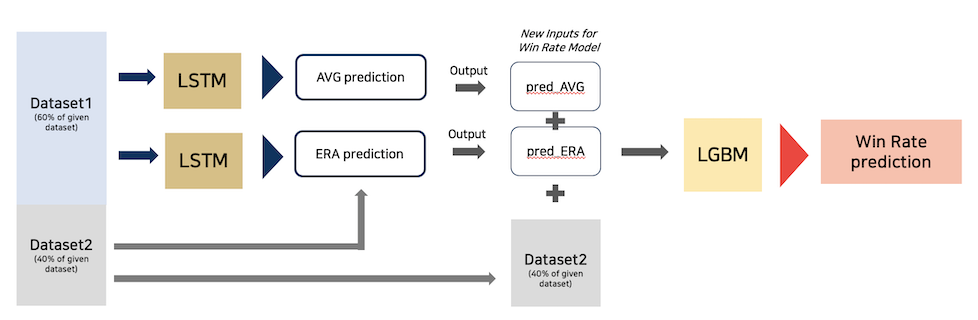 New Inputs for
Win Rate Model
Dataset1
(60% of given
dataset)
LSTM
AVG prediction
Output
pred_AVG
LSTM
ERA prediction
Output
pred_ERA
LGBM
Win Rate
prediction
Dataset2
(40% of given
dataset)
Dataset2
(40% of given
dataset)